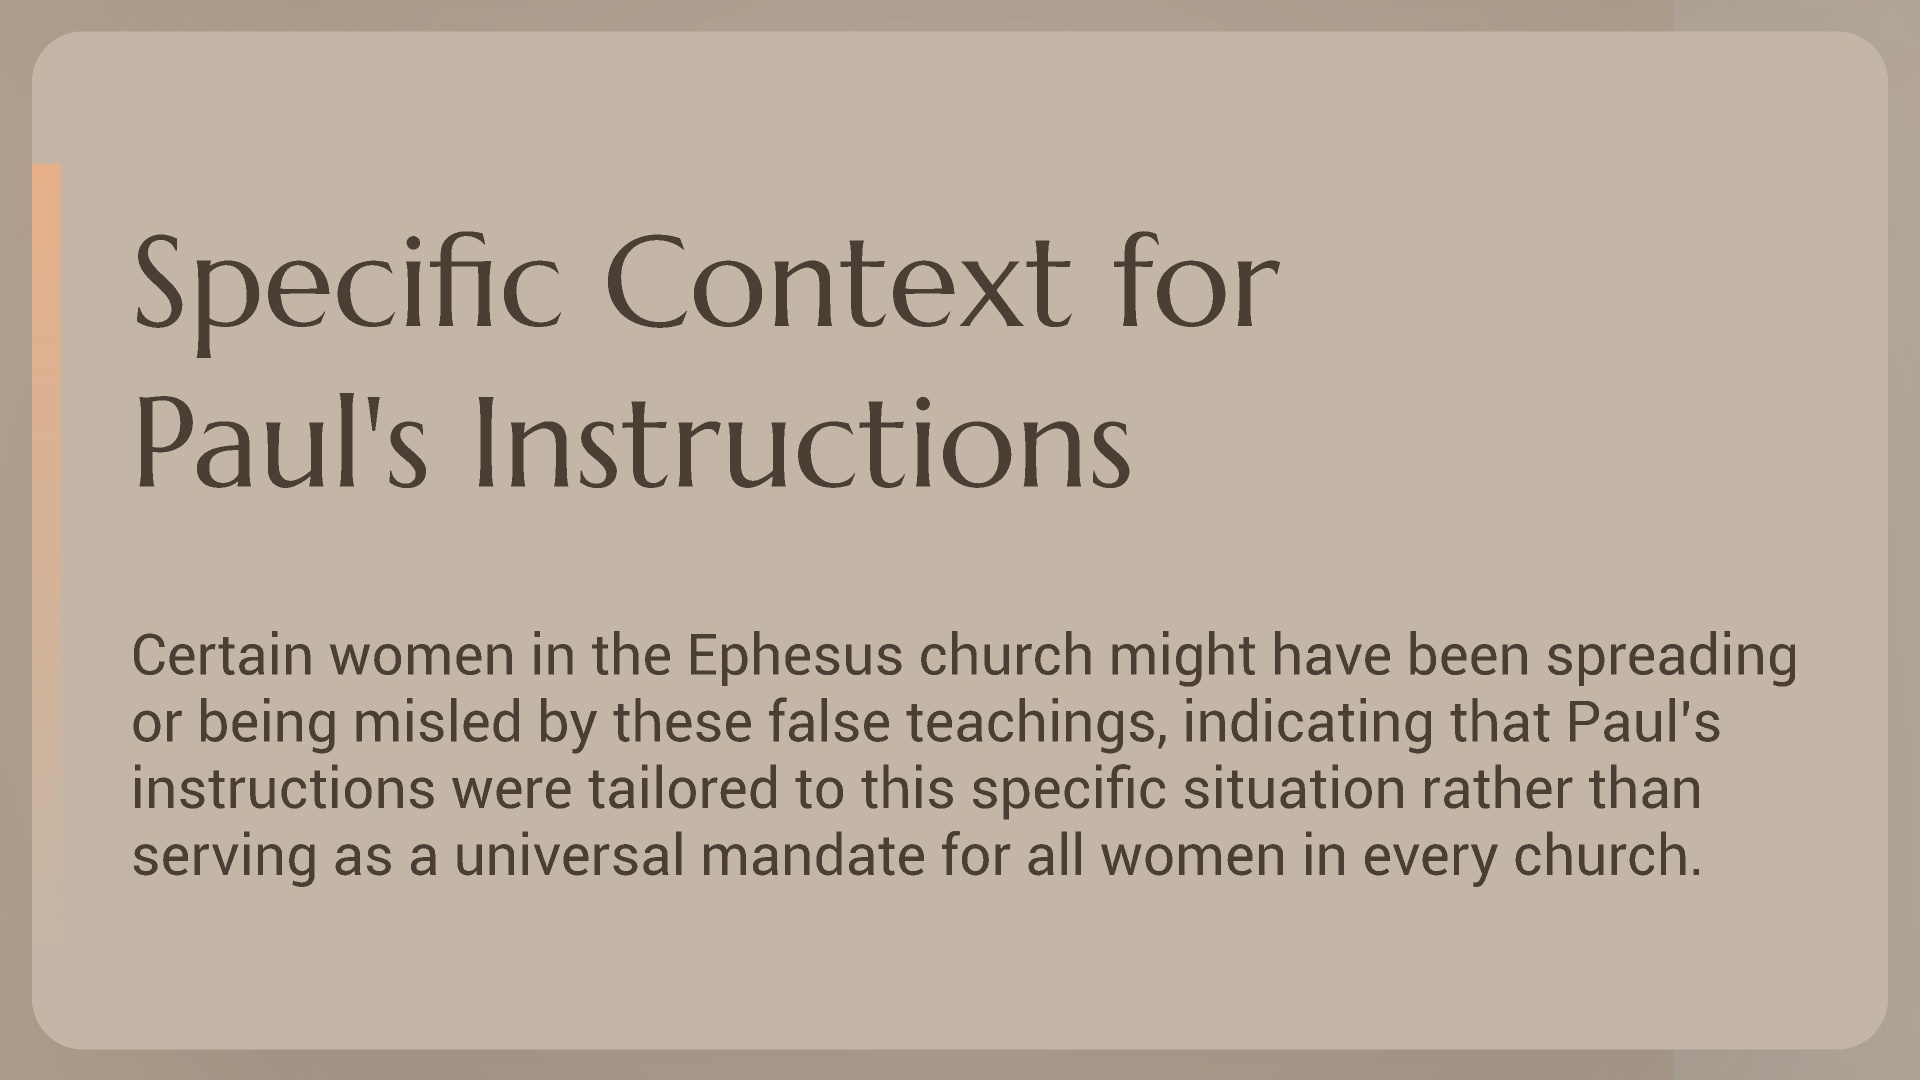 Specific Context for
Paul's Instructions
Certain women in the Ephesus church might have been spreading
or being misled by these false teachings, indicating that Paul's
instructions were tailored to this specific situation rather than
serving as a universal mandate for all women in every church.